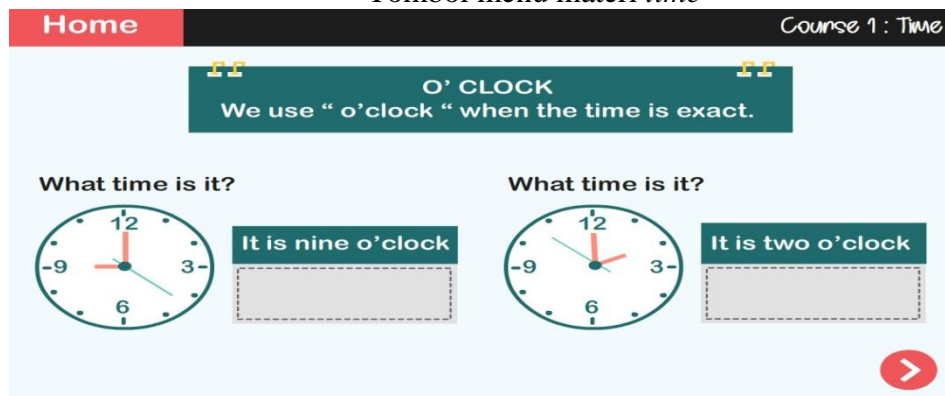 Home
Course 1 : Time
O' CLOCK
We use “ o'clock “ when the time is exact.
What time is it?
12
9
3
6
It is nine o'clock
What time is it?
12
9
3
6
It is two o'clock